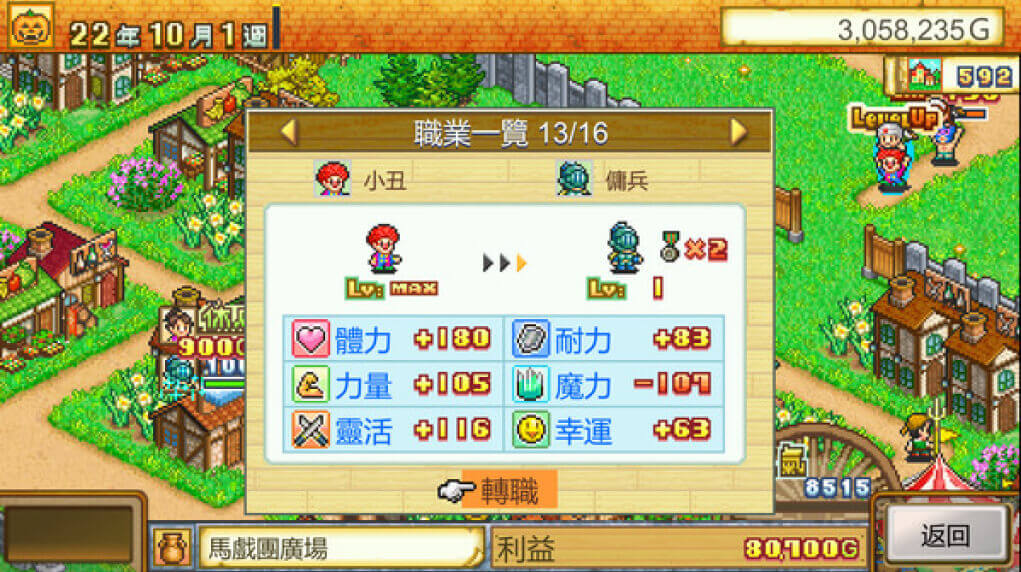 22年10月1週
3,058,235G
592
LevelUp
職業一覽 13/16
小丑
傭兵
×2
Lv: MAX
Lv: 1
體力 +180
耐力 +83
力量 +105
魔力 -107
靈活 +116
幸運 +63
轉職
8515
返回
馬戲團廣場
利益
80,700G